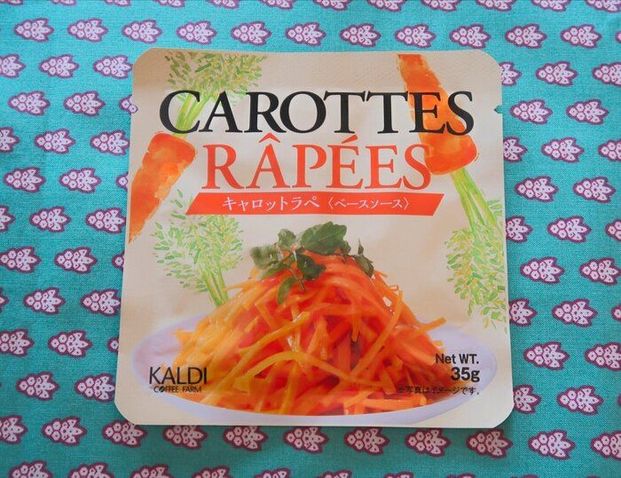 CAROTTES
RÂPÉES
キャロットラペ〈ベースソース〉
Net WT.
35g
KALDI
COFFEE FARM
※写真はイメージです。